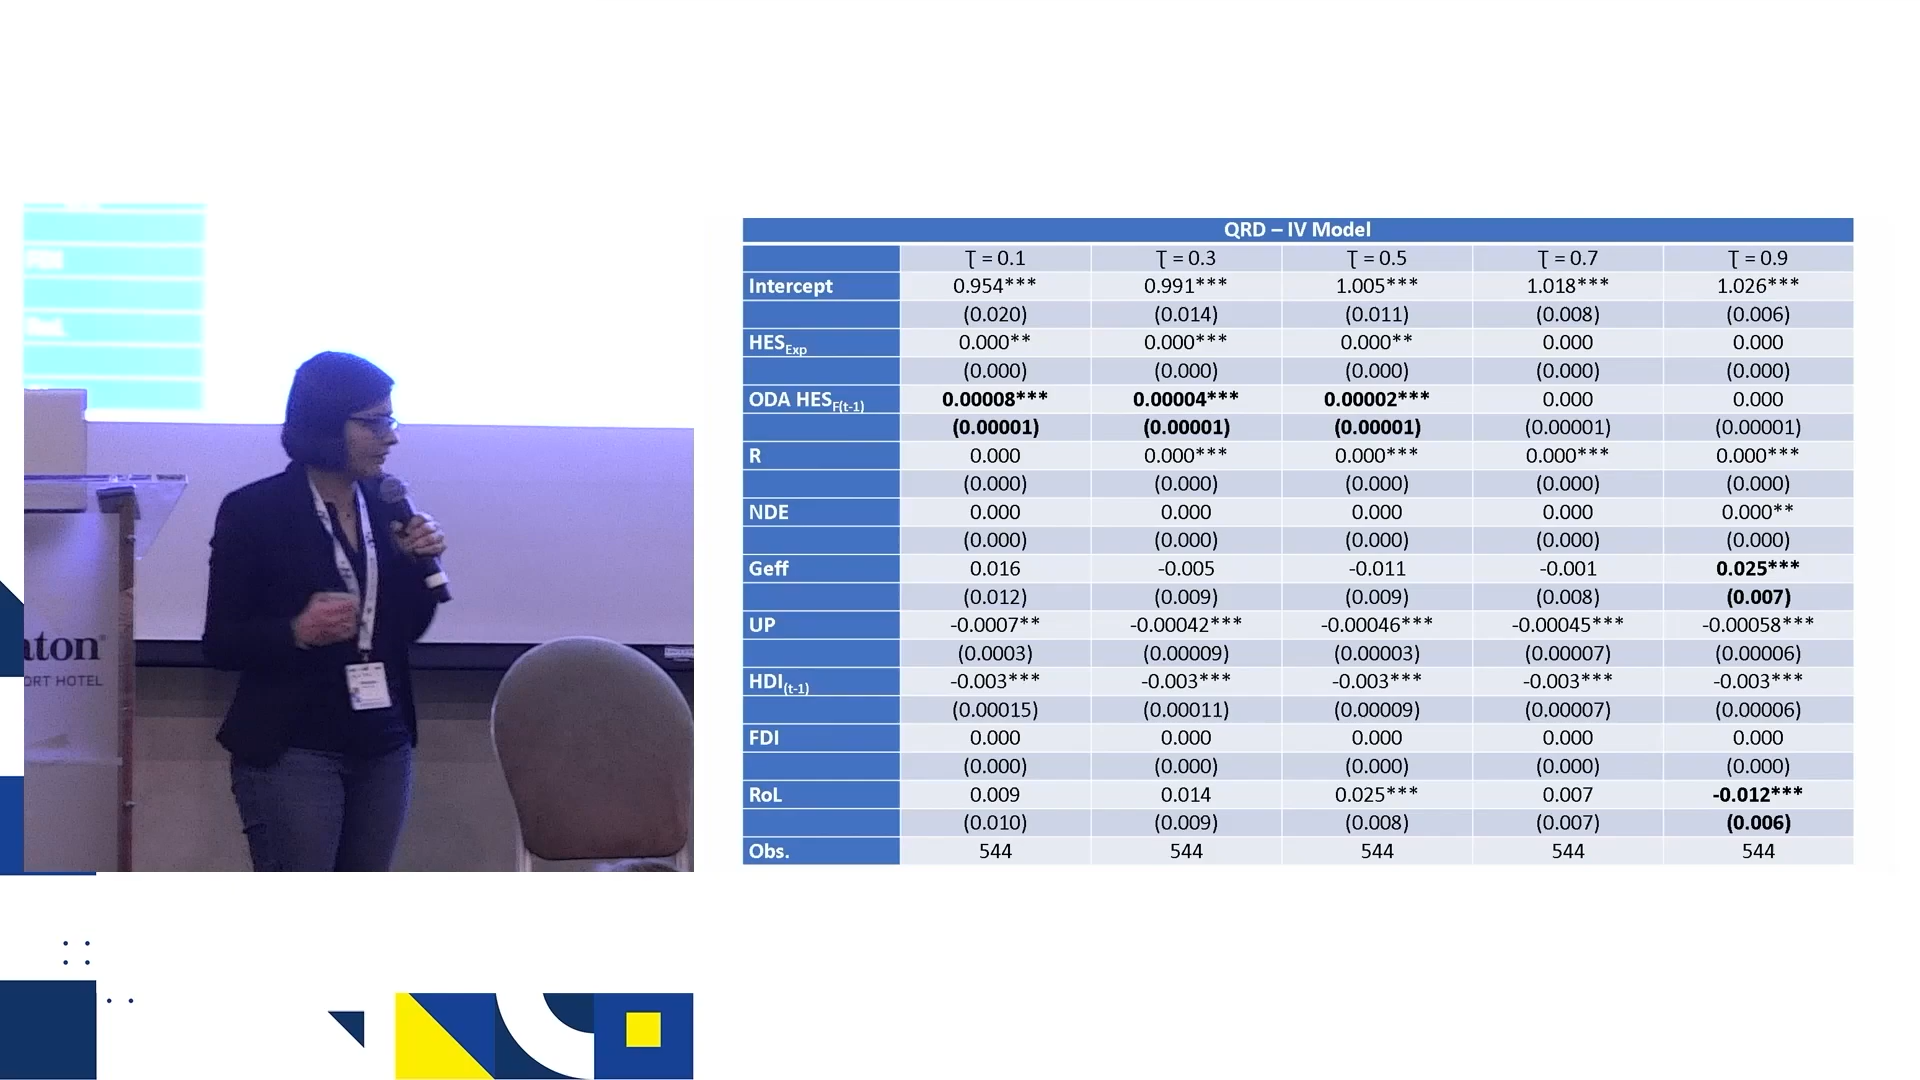 FDI
RoL
aton
ORT HOTEL
QRD – IV Model
Ʈ = 0.1 Ʈ = 0.3 Ʈ = 0.5 Ʈ = 0.7 Ʈ = 0.9
Intercept 0.954*** 0.991*** 1.005*** 1.018*** 1.026***
(0.020) (0.014) (0.011) (0.008) (0.006)
HESExp 0.000** 0.000*** 0.000** 0.000 0.000
(0.000) (0.000) (0.000) (0.000) (0.000)
ODA HESF(t-1) 0.00008*** 0.00004*** 0.00002*** 0.000 0.000
(0.00001) (0.00001) (0.00001) (0.00001) (0.00001)
R 0.000 0.000*** 0.000*** 0.000*** 0.000***
(0.000) (0.000) (0.000) (0.000) (0.000)
NDE 0.000 0.000 0.000 0.000 0.000**
(0.000) (0.000) (0.000) (0.000) (0.000)
Geff 0.016 -0.005 -0.011 -0.001 0.025***
(0.012) (0.009) (0.009) (0.008) (0.007)
UP -0.0007** -0.00042*** -0.00046*** -0.00045*** -0.00058***
(0.0003) (0.00009) (0.00003) (0.00007) (0.00006)
HDI(t-1) -0.003*** -0.003*** -0.003*** -0.003*** -0.003***
(0.00015) (0.00011) (0.00009) (0.00007) (0.00006)
FDI 0.000 0.000 0.000 0.000 0.000
(0.000) (0.000) (0.000) (0.000) (0.000)
RoL 0.009 0.014 0.025*** 0.007 -0.012***
(0.010) (0.009) (0.008) (0.007) (0.006)
Obs. 544 544 544 544 544